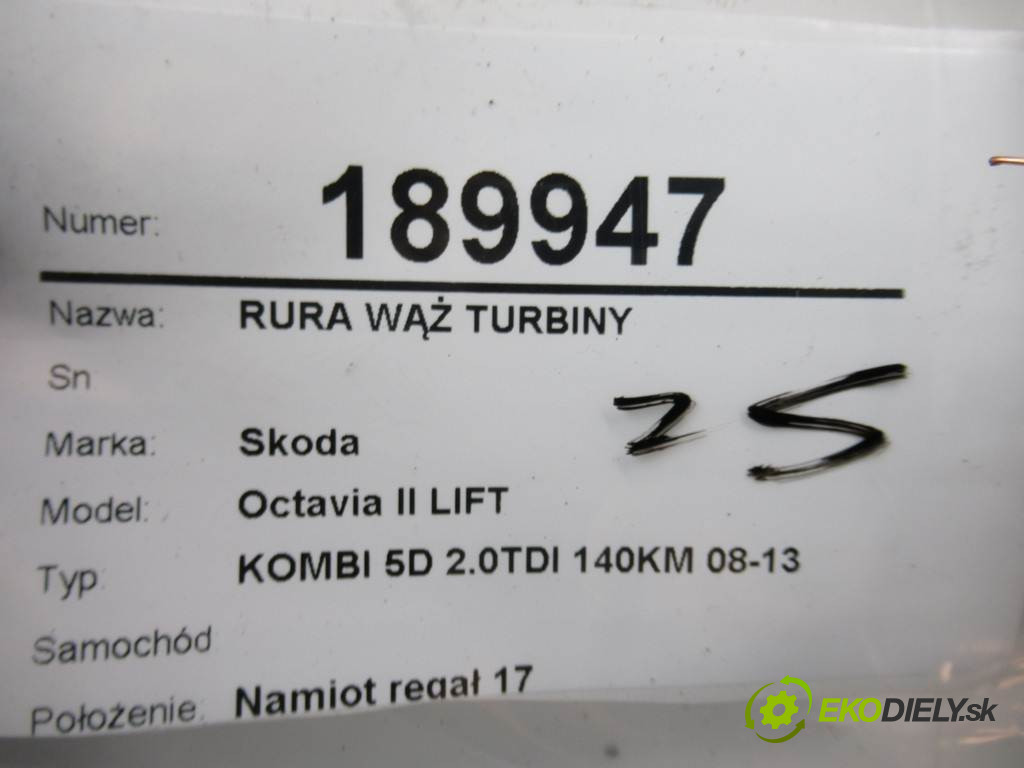 Numer: 189947
Nazwa: RURA WĄŻ TURBINY
Sn
25
Marka: Skoda
Model: Octavia II LIFT
Typ: KOMBI 5D 2.0TDI 140KM 08-13
Samochód
Położenie: Namiot regał 17
EKODIELY.sk